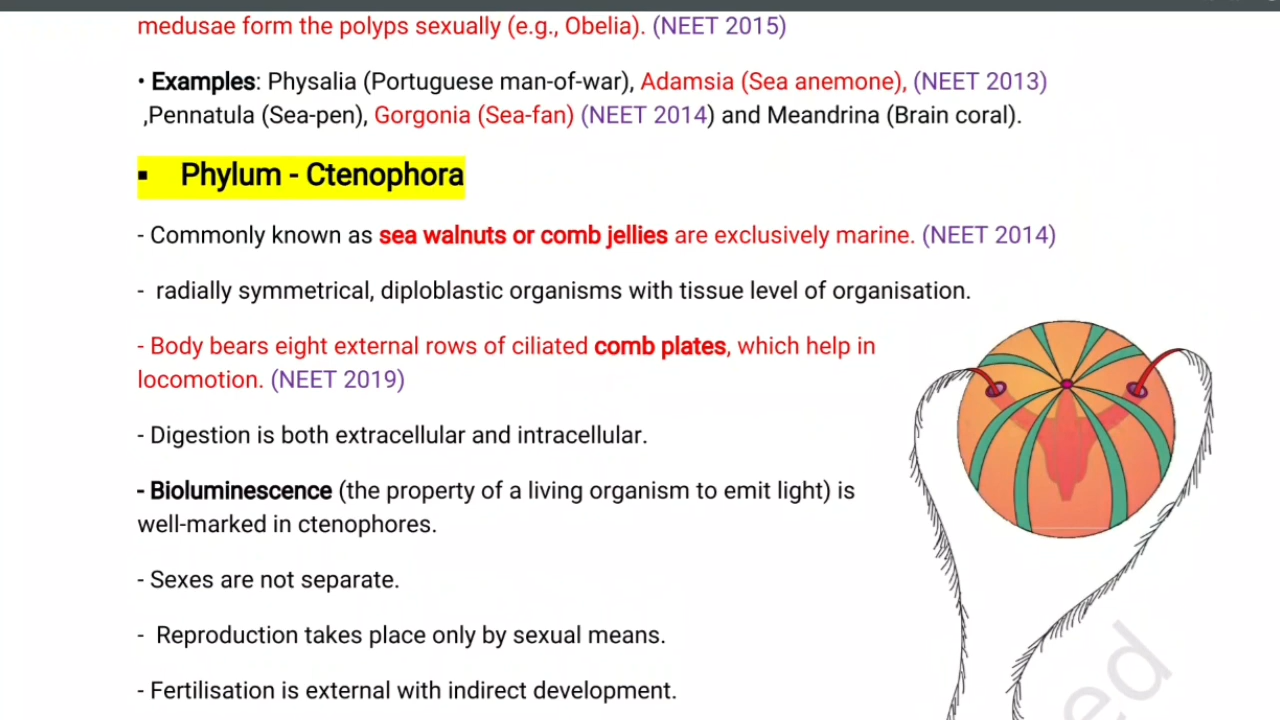 medusae form the polyps sexually (e.g., Obelia). (NEET 2015)
• Examples: Physalia (Portuguese man-of-war), Adamsia (Sea anemone), (NEET 2013)
,Pennatula (Sea-pen), Gorgonia (Sea-fan) (NEET 2014) and Meandrina (Brain coral).
▪ Phylum - Ctenophora
- Commonly known as sea walnuts or comb jellies are exclusively marine. (NEET 2014)
- radially symmetrical, diploblastic organisms with tissue level of organisation.
- Body bears eight external rows of ciliated comb plates, which help in
locomotion. (NEET 2019)
- Digestion is both extracellular and intracellular.
- Bioluminescence (the property of a living organism to emit light) is
well-marked in ctenophores.
- Sexes are not separate.
- Reproduction takes place only by sexual means.
- Fertilisation is external with indirect development.